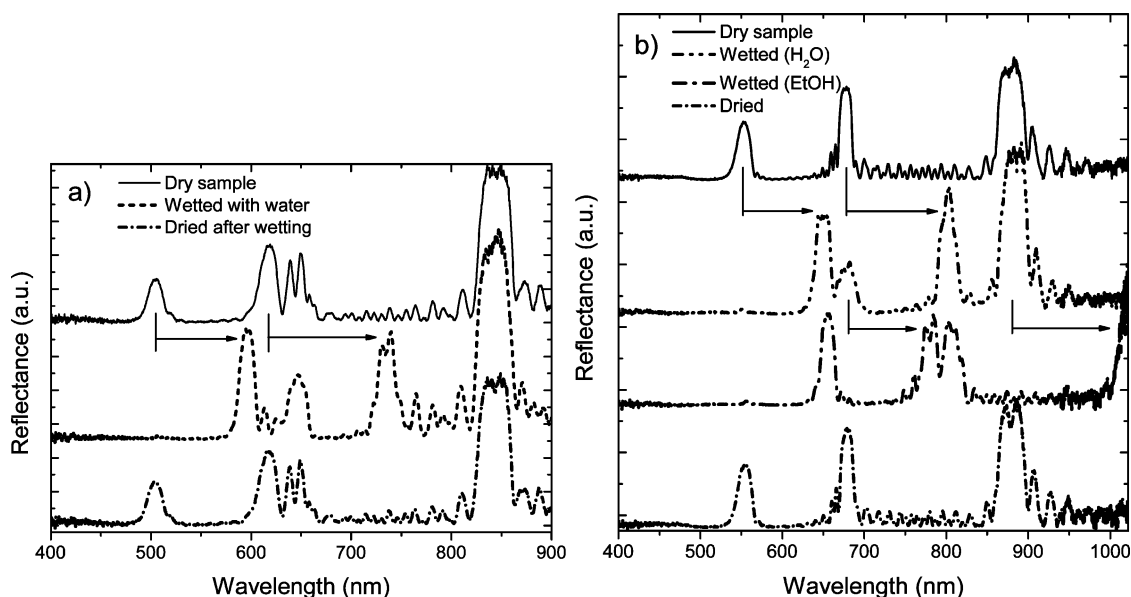 a)
Dry sample
Wetted with water
Dried after wetting
Reflectance (a.u.)
400 500 600 700 800 900
Wavelength (nm)
b)
Dry sample
Wetted (H₂O)
Wetted (EtOH)
Dried
Reflectance (a.u.)
400 500 600 700 800 900 1000
Wavelength (nm)